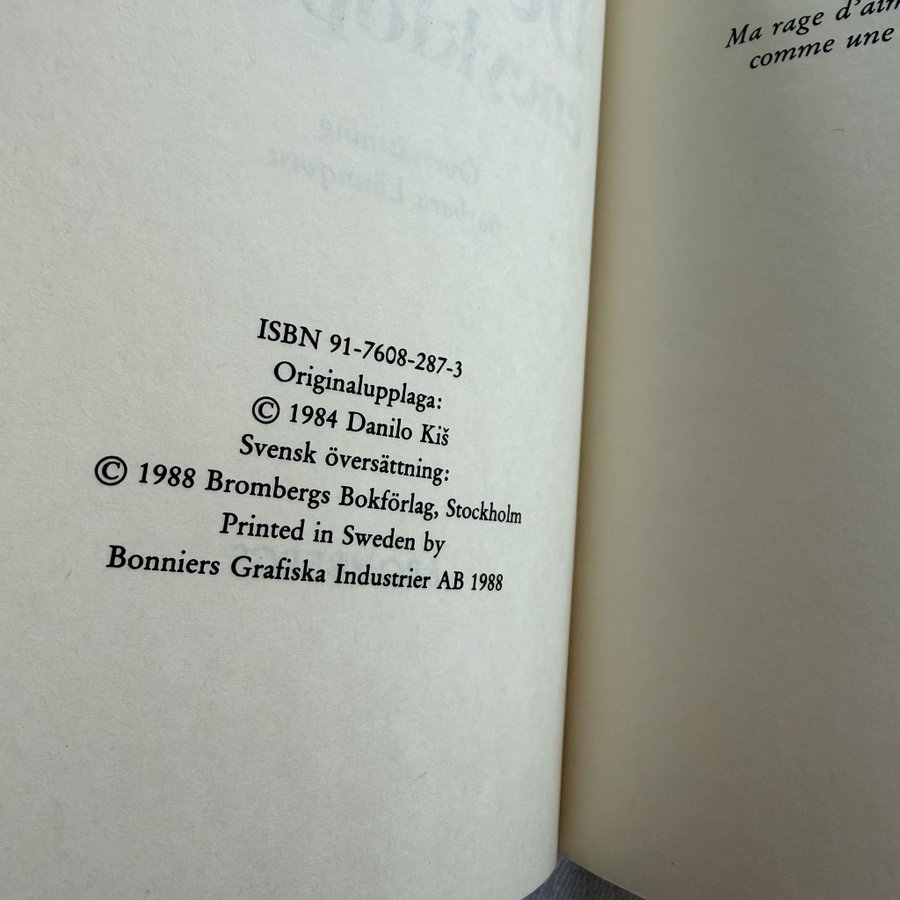 ISBN 91-7608-287-3
Originalupplaga:
© 1984 Danilo Kiš
Svensk översättning:
© 1988 Brombergs Bokförlag, Stockholm
Printed in Sweden by
Bonniers Grafiska Industrier AB 1988
Ma rage d'aim
comme une